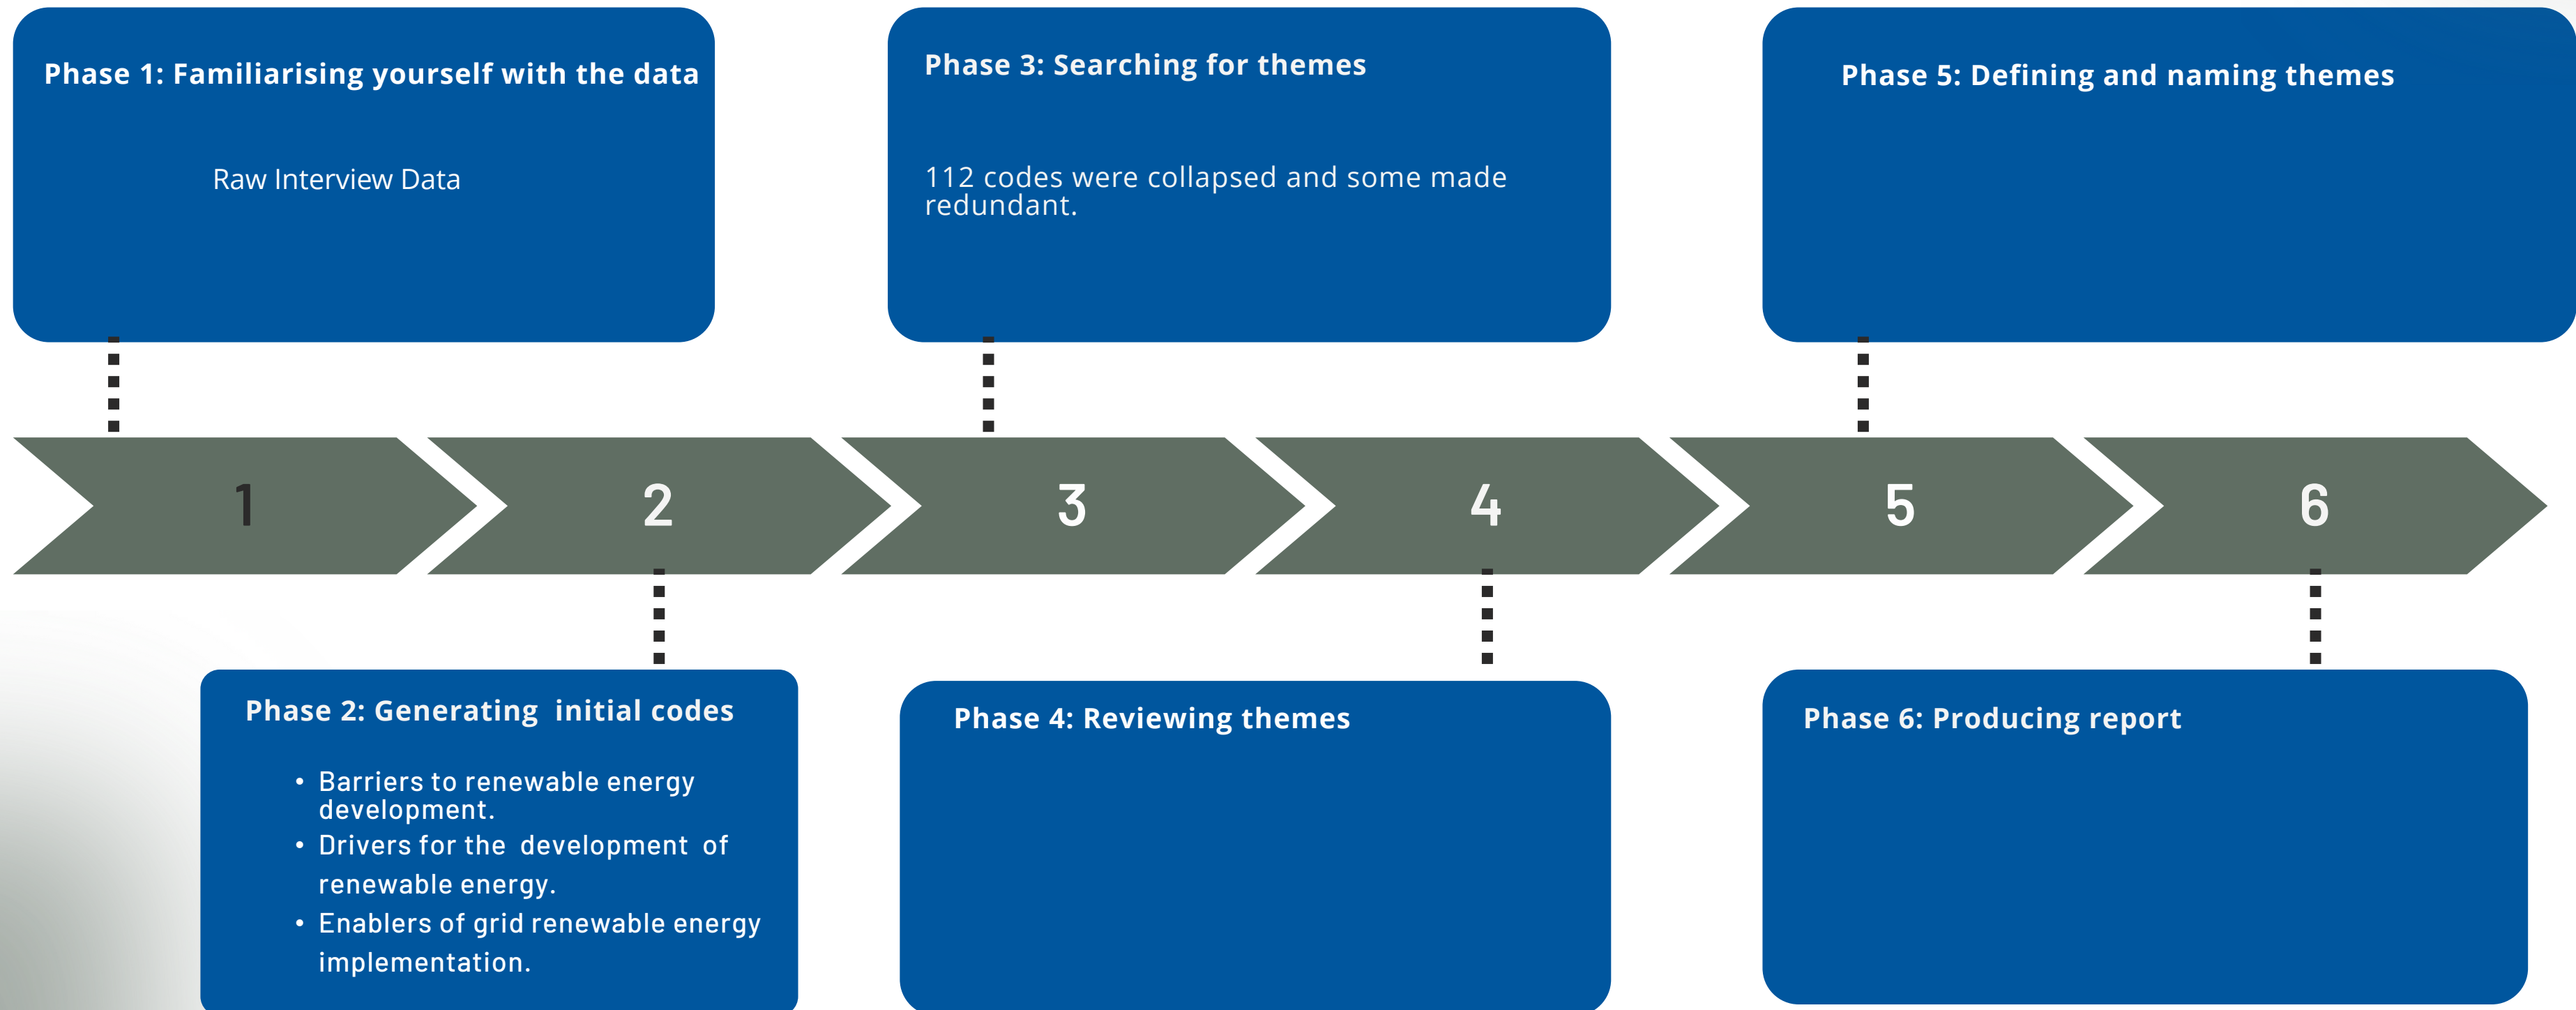 Phase 1: Familiarising yourself with the data
Raw Interview Data
Phase 3: Searching for themes
112 codes were collapsed and some made
redundant.
Phase 5: Defining and naming themes
1
2
3
4
5
6
Phase 2: Generating  initial codes
• Barriers to renewable energy
development.
• Drivers for the  development  of
renewable energy.
• Enablers of grid renewable energy
implementation.
Phase 4: Reviewing themes
Phase 6: Producing report